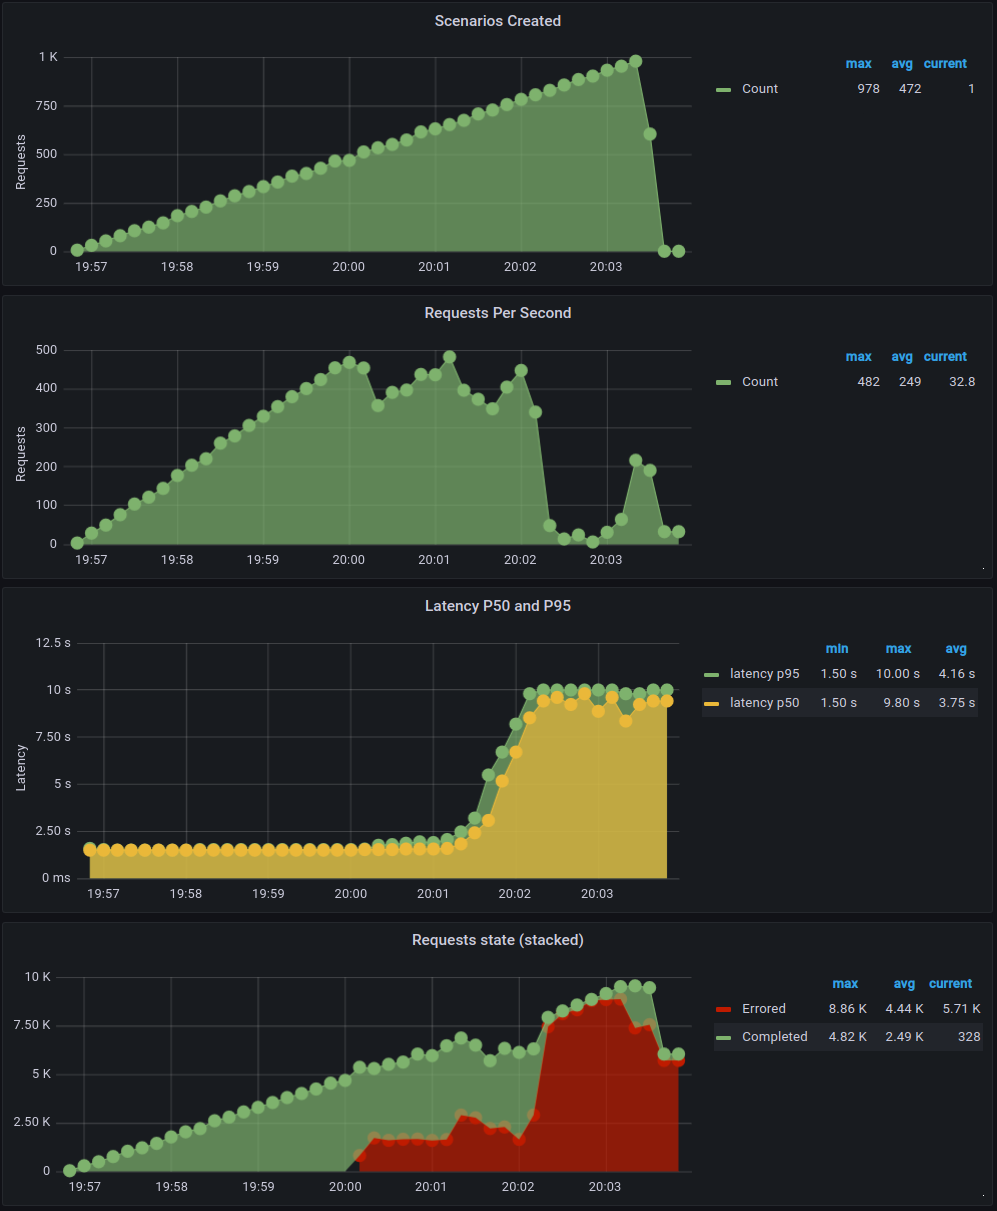 Scenarios Created
1 K
750
500
250
0
Requests
19:57 19:58 19:59 20:00 20:01 20:02 20:03
max avg current
Count 978 472 1
Requests Per Second
500
400
300
200
100
0
Requests
19:57 19:58 19:59 20:00 20:01 20:02 20:03
max avg current
Count 482 249 32.8
Latency P50 and P95
12.5 s
10 s
7.50 s
5 s
2.50 s
0 ms
Latency
19:57 19:58 19:59 20:00 20:01 20:02 20:03
min max avg
latency p95 1.50 s 10.00 s 4.16 s
latency p50 1.50 s 9.80 s 3.75 s
Requests state (stacked)
10 K
7.50 K
5 K
2.50 K
0
19:57 19:58 19:59 20:00 20:01 20:02 20:03
max avg current
Errored 8.86 K 4.44 K 5.71 K
Completed 4.82 K 2.49 K 328